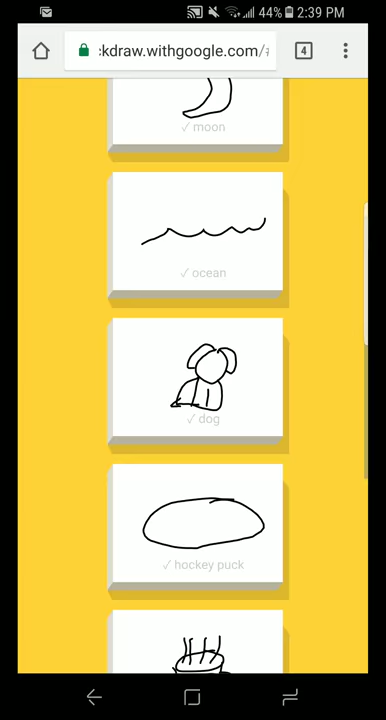 44% 2:39 PM
:kdraw.withgoogle.com/#
4
✓ moon
✓ ocean
✓ dog
✓ hockey puck